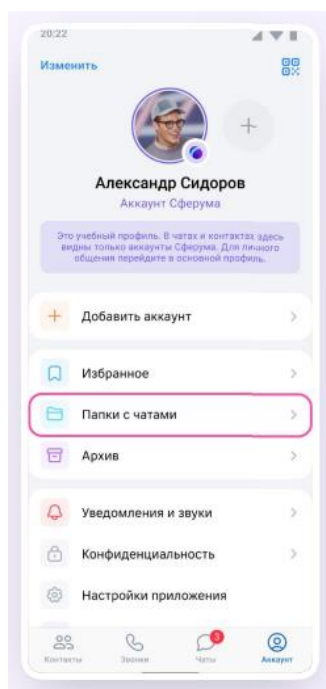 20:22
Изменить
Александр Сидоров
Аккаунт Сферума
Это учебный профиль. В чатах и контактах здесь
видны только аккаунты Сферума. Для личного
общения перейдите в основной профиль.
Добавить аккаунт
Избранное
Папки с чатами
Архив
Уведомления и звуки
Конфиденциальность
Настройки приложения
3
Контакты Звонки Чаты Аккаунт